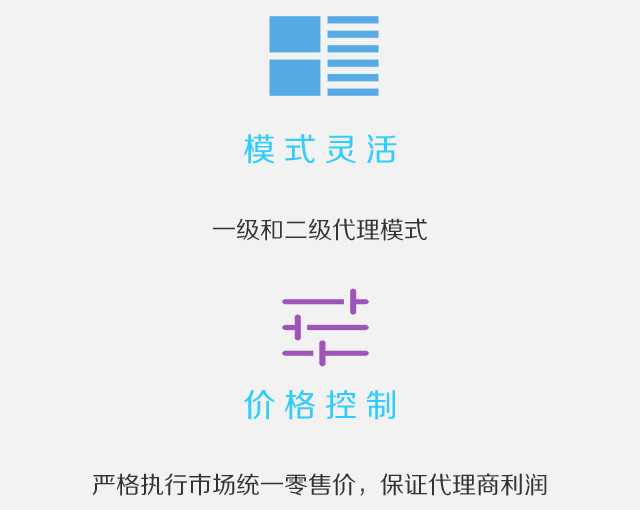 模式灵活
一级和二级代理模式
价格控制
严格执行市场统一零售价，保证代理商利润